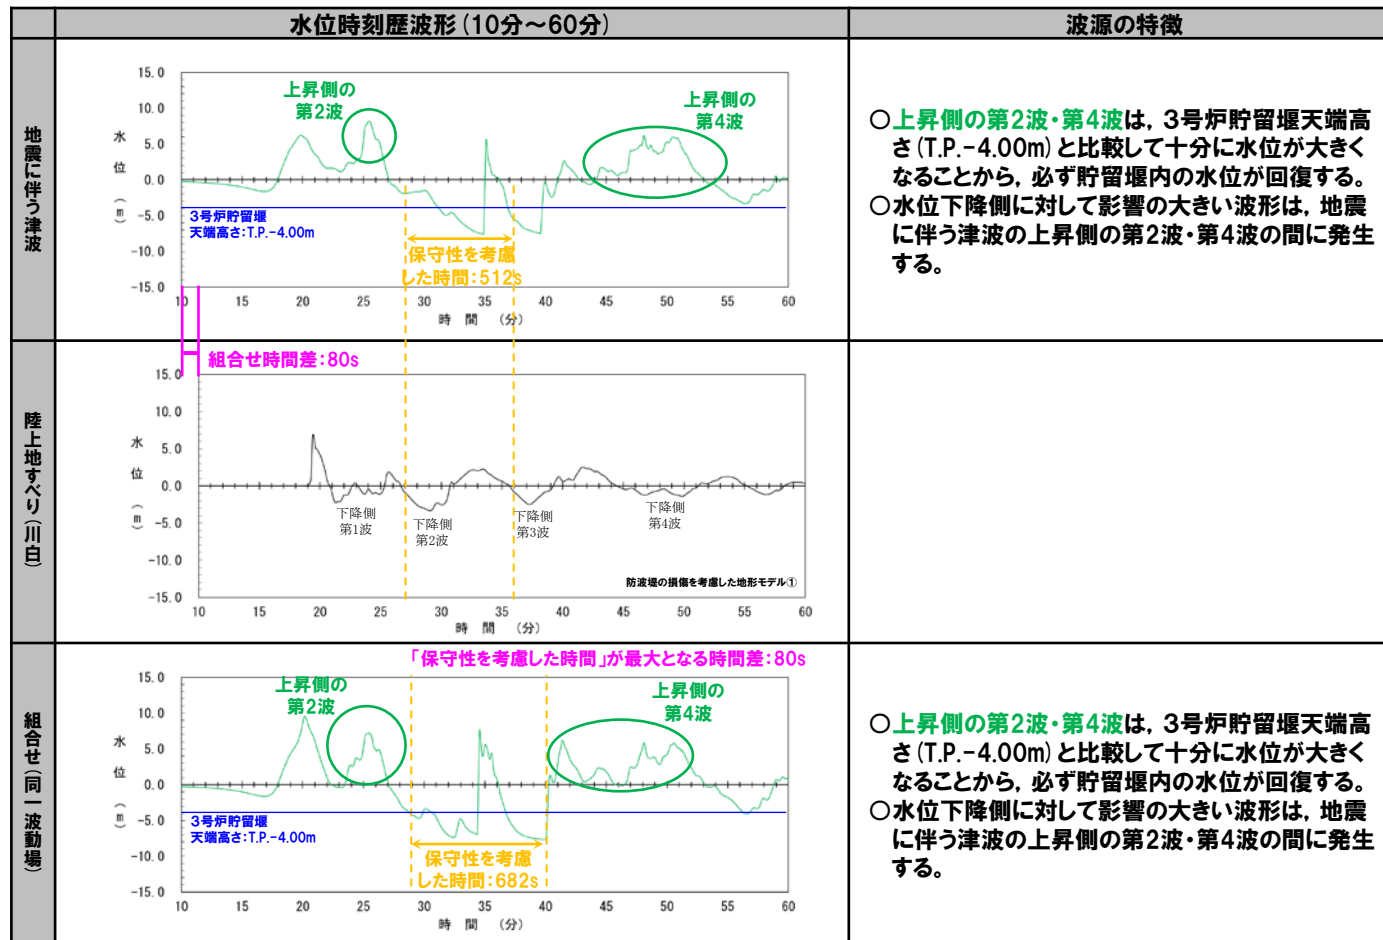 水位時刻歴波形(10分～60分)
波源の特徴
地震に伴う津波
15.0
10.0
5.0
0.0
-5.0
-10.0
-15.0
水位(m)
上昇側の
第2波
上昇側の
第4波
3号炉貯留堰
天端高さ:T.P.-4.00m
保守性を考慮
した時間:512s
10 15 20 25 30 35 40 45 50 55 60
時 間 (分)
○上昇側の第2波・第4波は，3号炉貯留堰天端高
さ(T.P.-4.00m)と比較して十分に水位が大きく
なることから，必ず貯留堰内の水位が回復する。
○水位下降側に対して影響の大きい波形は，地震
に伴う津波の上昇側の第2波・第4波の間に発生
する。
組合せ時間差:80s
陸上地すべり(川白)
15.0
10.0
5.0
0.0
-5.0
-10.0
-15.0
水位(m)
下降側
第1波
下降側
第2波
下降側
第3波
下降側
第4波
防波堤の損傷を考慮した地形モデル①
10 15 20 25 30 35 40 45 50 55 60
時 間 (分)
組合せ(同一波動場)
「保守性を考慮した時間」が最大となる時間差:80s
15.0
10.0
5.0
0.0
-5.0
-10.0
-15.0
水位(m)
上昇側の
第2波
上昇側の
第4波
3号炉貯留堰
天端高さ:T.P.-4.00m
保守性を考慮
した時間:682s
10 15 20 25 30 35 40 45 50 55 60
時 間 (分)
○上昇側の第2波・第4波は，3号炉貯留堰天端高
さ(T.P.-4.00m)と比較して十分に水位が大きく
なることから，必ず貯留堰内の水位が回復する。
○水位下降側に対して影響の大きい波形は，地震
に伴う津波の上昇側の第2波・第4波の間に発生
する。